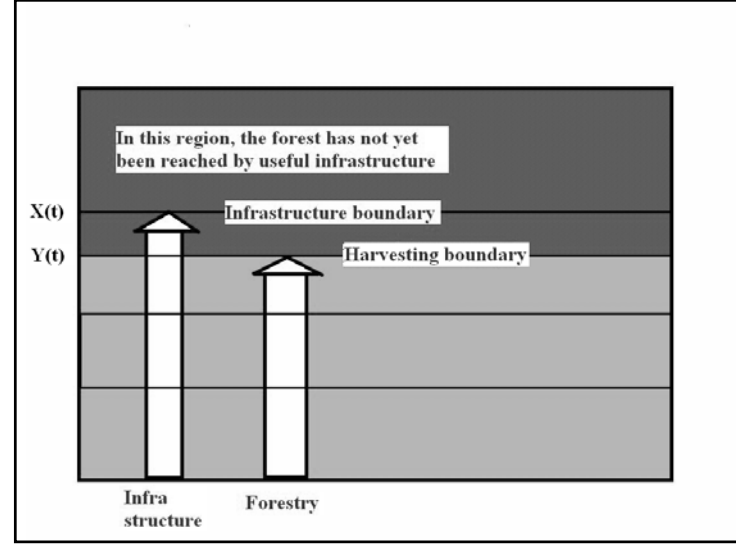 In this region, the forest has not yet
been reached by useful infrastructure
X(t)
Infrastructure boundary
Y(t)
Harvesting boundary
Infra
structure
Forestry